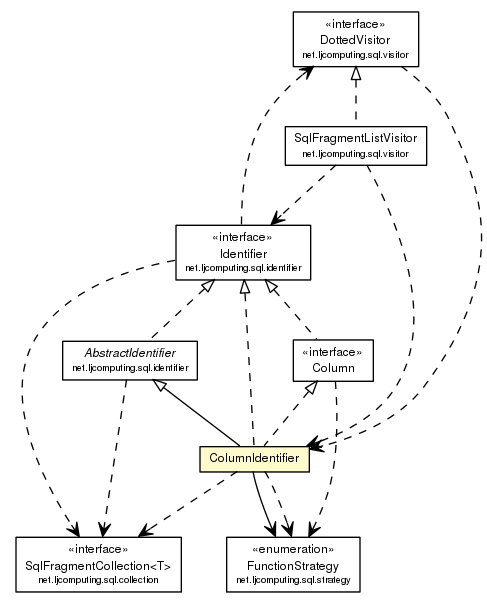 «interface»
DottedVisitor
net.ljcomputing.sql.visitor
SqlFragmentListVisitor
net.ljcomputing.sql.visitor
«interface»
Identifier
net.ljcomputing.sql.identifier
AbstractIdentifier
net.ljcomputing.sql.identifier
«interface»
Column
ColumnIdentifier
«interface»
SqlFragmentCollection<T>
net.ljcomputing.sql.collection
«enumeration»
FunctionStrategy
net.ljcomputing.sql.strategy